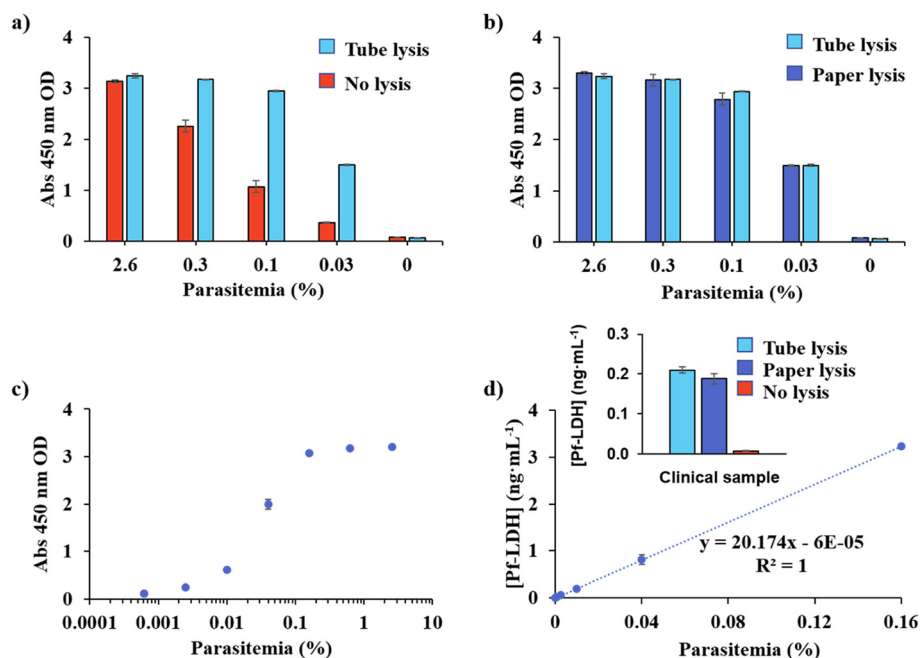 a)
4
3
2
1
0
Abs 450 nm OD
Tube lysis
No lysis
2.6 0.3 0.1 0.03 0
Parasitemia (%)
b)
4
3
2
1
0
Abs 450 nm OD
Tube lysis
Paper lysis
2.6 0.3 0.1 0.03 0
Parasitemia (%)
c)
4
3
2
1
0
Abs 450 nm OD
0.0001 0.001 0.01 0.1 1 10
Parasitemia (%)
d)
0.3
0.2
0.1
0.0
[Pf-LDH] (ng·mL⁻¹)
Tube lysis
Paper lysis
No lysis
Clinical sample
4
3
2
1
0
[Pf-LDH] (ng·mL⁻¹)
y = 20.174x - 6E-05
R² = 1
0 0.04 0.08 0.12 0.16
Parasitemia (%)